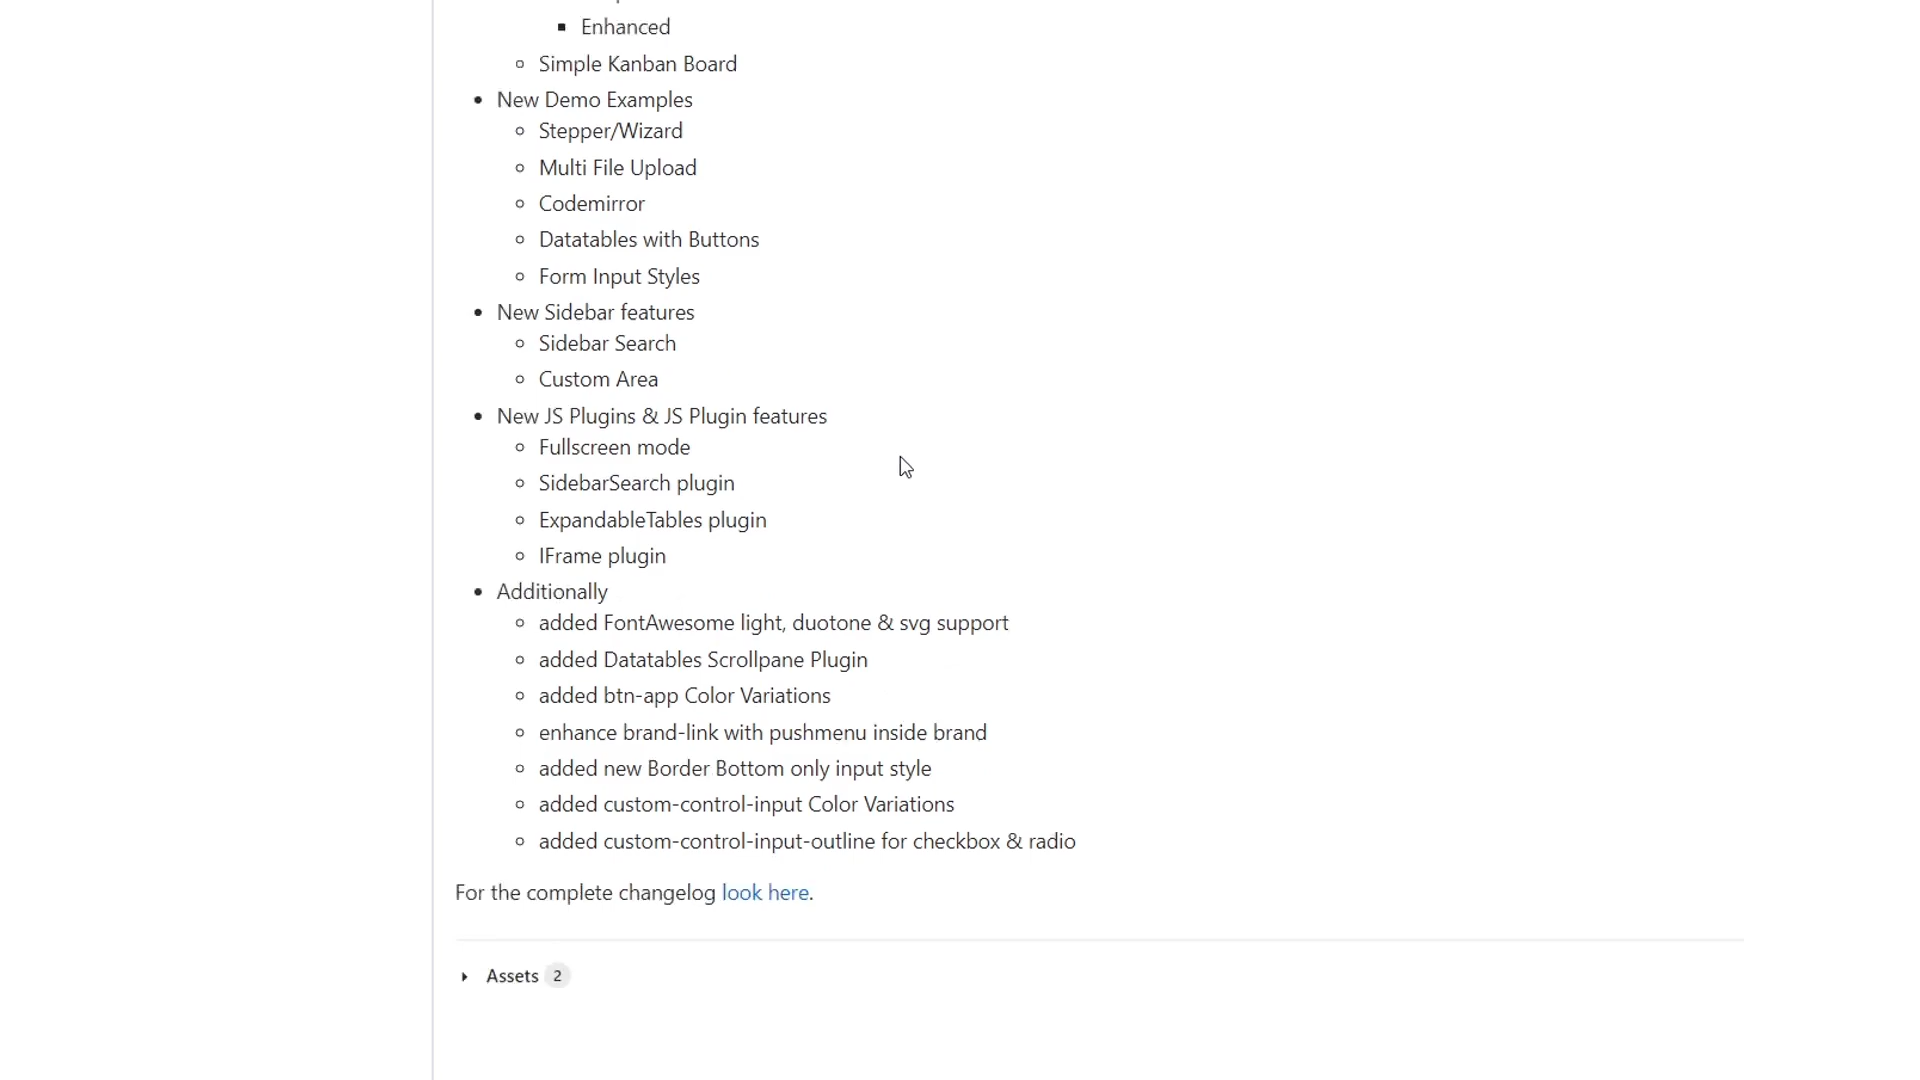 Enhanced
Simple Kanban Board
New Demo Examples
Stepper/Wizard
Multi File Upload
Codemirror
Datatables with Buttons
Form Input Styles
New Sidebar features
Sidebar Search
Custom Area
New JS Plugins & JS Plugin features
Fullscreen mode
SidebarSearch plugin
ExpandableTables plugin
IFrame plugin
Additionally
added FontAwesome light, duotone & svg support
added Datatables Scrollpane Plugin
added btn-app Color Variations
enhance brand-link with pushmenu inside brand
added new Border Bottom only input style
added custom-control-input Color Variations
added custom-control-input-outline for checkbox & radio
For the complete changelog look here.
Assets 2